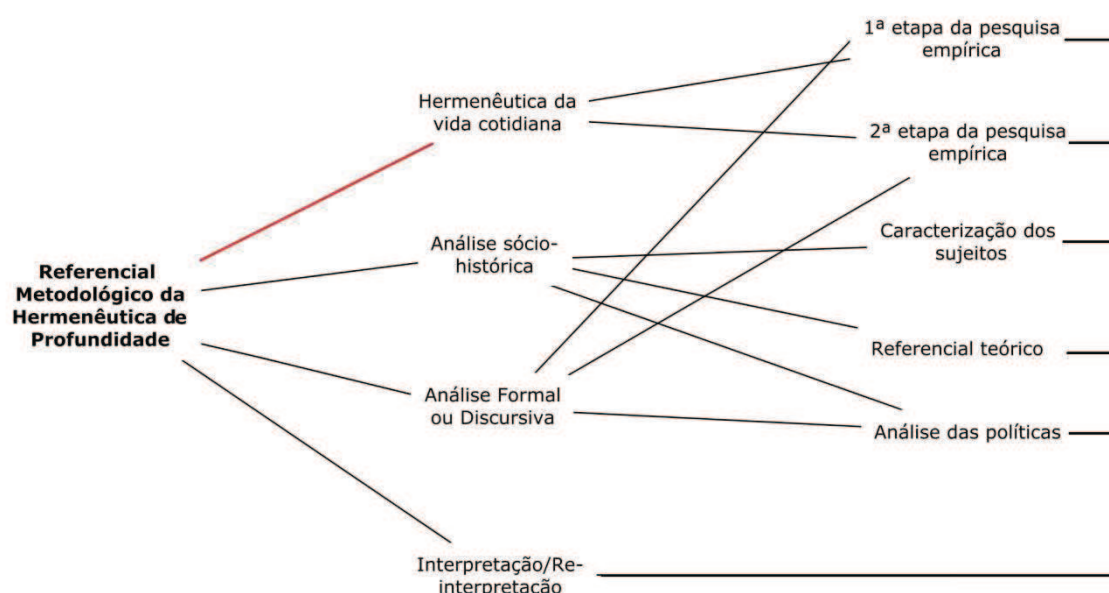 Referencial
Metodológico da
Hermenêutica de
Profundidade
Hermenêutica da
vida cotidiana
Análise sócio-
histórica
Análise Formal
ou Discursiva
Interpretação/Re-
interpretação
1ª etapa da pesquisa
empírica
2ª etapa da pesquisa
empírica
Caracterização dos
sujeitos
Referencial teórico
Análise das políticas